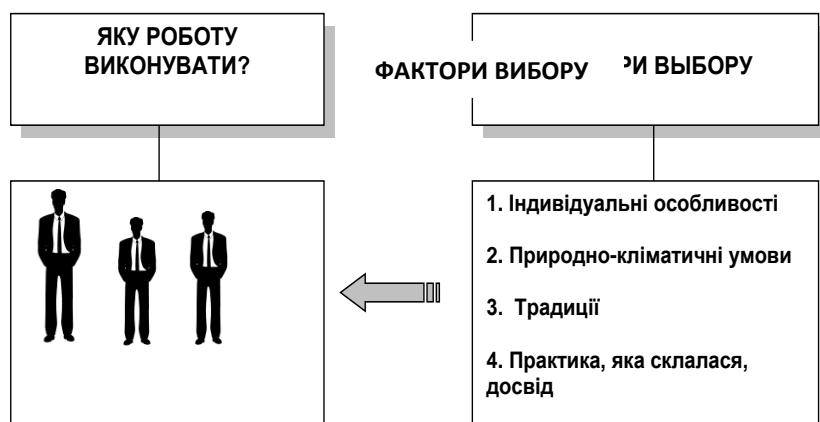 ЯКУ РОБОТУ
ВИКОНУВАТИ?
ФАКТОРИ ВИБОРУ
РИ ВЫБОРУ
1. Індивідуальні особливості
2. Природно-кліматичні умови
3. Традиції
4. Практика, яка склалася,
досвід